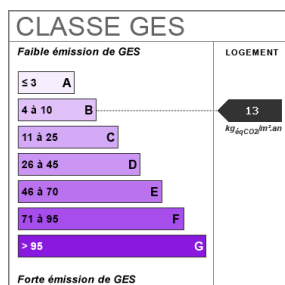 CLASSE GES
Faible émission de GES
LOGEMENT
≤ 3 A
4 à 10 B
13
kgéqCO2/m².an
11 à 25 C
26 à 45 D
46 à 70 E
71 à 95 F
> 95 G
Forte émission de GES